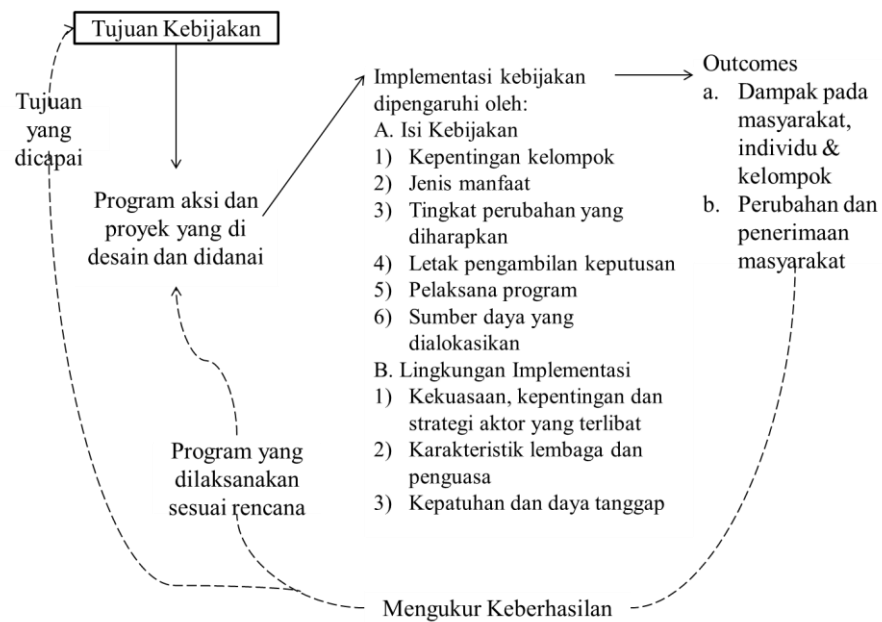 Tujuan Kebijakan
Tujuan
yang
dicapai
Program aksi dan
proyek yang di
desain dan didanai
Program yang
dilaksanakan
sesuai rencana
Implementasi kebijakan
dipengaruhi oleh:
A. Isi Kebijakan
1) Kepentingan kelompok
2) Jenis manfaat
3) Tingkat perubahan yang
diharapkan
4) Letak pengambilan keputusan
5) Pelaksana program
6) Sumber daya yang
dialokasikan
B. Lingkungan Implementasi
1) Kekuasaan, kepentingan dan
strategi aktor yang terlibat
2) Karakteristik lembaga dan
penguasa
3) Kepatuhan dan daya tanggap
Outcomes
a. Dampak pada
masyarakat,
individu &
kelompok
b. Perubahan dan
penerimaan
masyarakat
Mengukur Keberhasilan